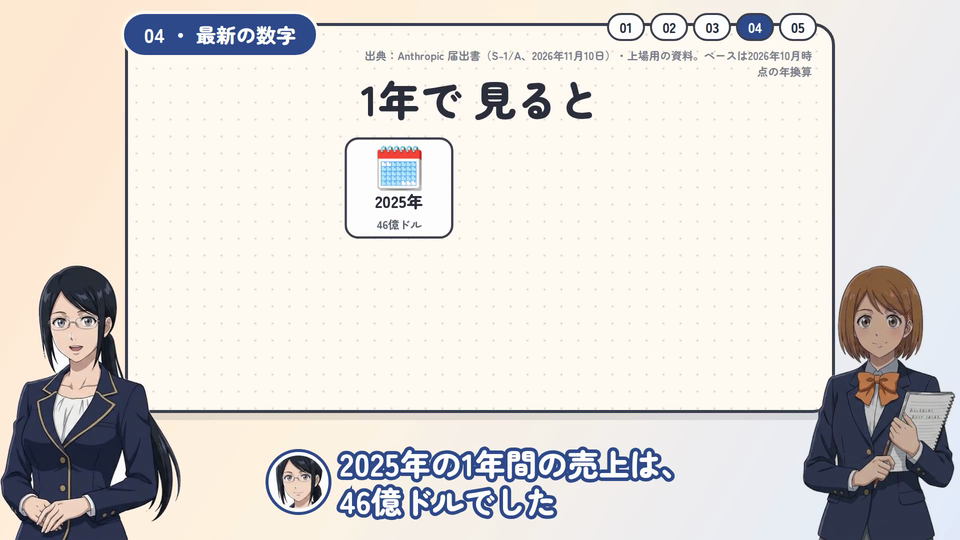 04 ・ 最新の数字
01 02 03 04 05
出典：Anthropic 届出書（S-1/A、2026年11月10日）・上場用の資料。ベースは2026年10月時
点の年換算
1年で 見ると
2025年
46億ドル
2025年の1年間の売上は、
46億ドルでした